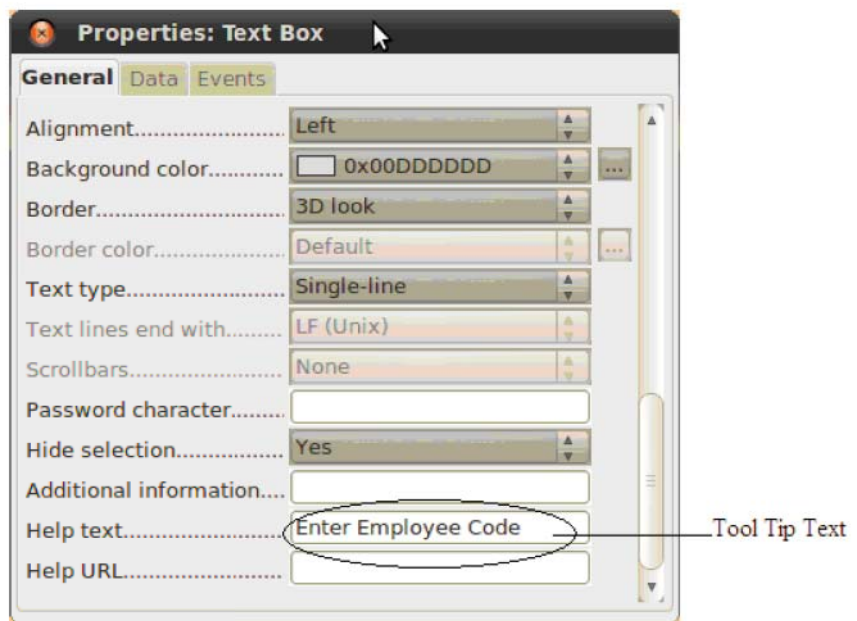 Properties: Text Box
General Data Events
Alignment........................ Left
Background color............ 0x00DDDDDD ...
Border............................. 3D look
Border color.................... Default ...
Text type......................... Single-line
Text lines end with......... LF (Unix)
Scrollbars........................ None
Password character.........
Hide selection................. Yes
Additional information....
Help text......................... Enter Employee Code Tool Tip Text
Help URL.........................